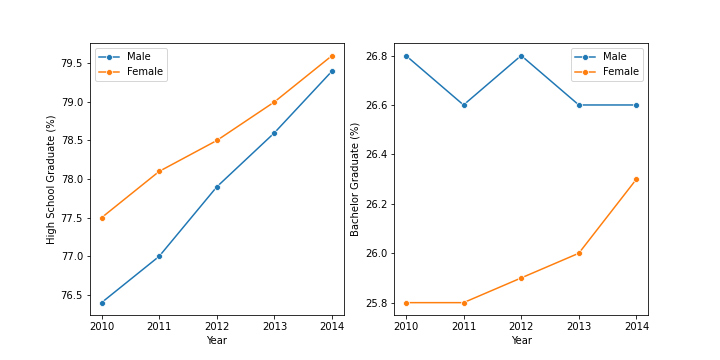 High School Graduate (%)
79.5
79.0
78.5
78.0
77.5
77.0
76.5
Male
Female
2010 2011 2012 2013 2014
Year
Bachelor Graduate (%)
26.8
26.6
26.4
26.2
26.0
25.8
Male
Female
2010 2011 2012 2013 2014
Year